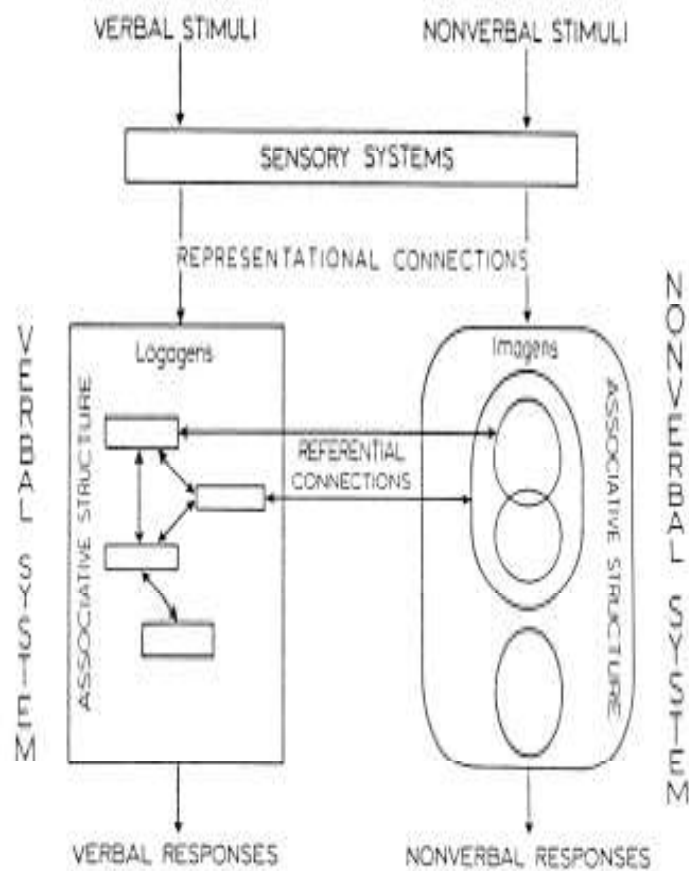 VERBAL STIMULI
NONVERBAL STIMULI
SENSORY SYSTEMS
REPRESENTATIONAL CONNECTIONS
VERBAL SYSTEM
ASSOCIATIVE STRUCTURE
Logogens
REFERENTIAL
CONNECTIONS
Imagens
ASSOCIATIVE STRUCTURE
NONVERBAL SYSTEM
VERBAL RESPONSES
NONVERBAL RESPONSES